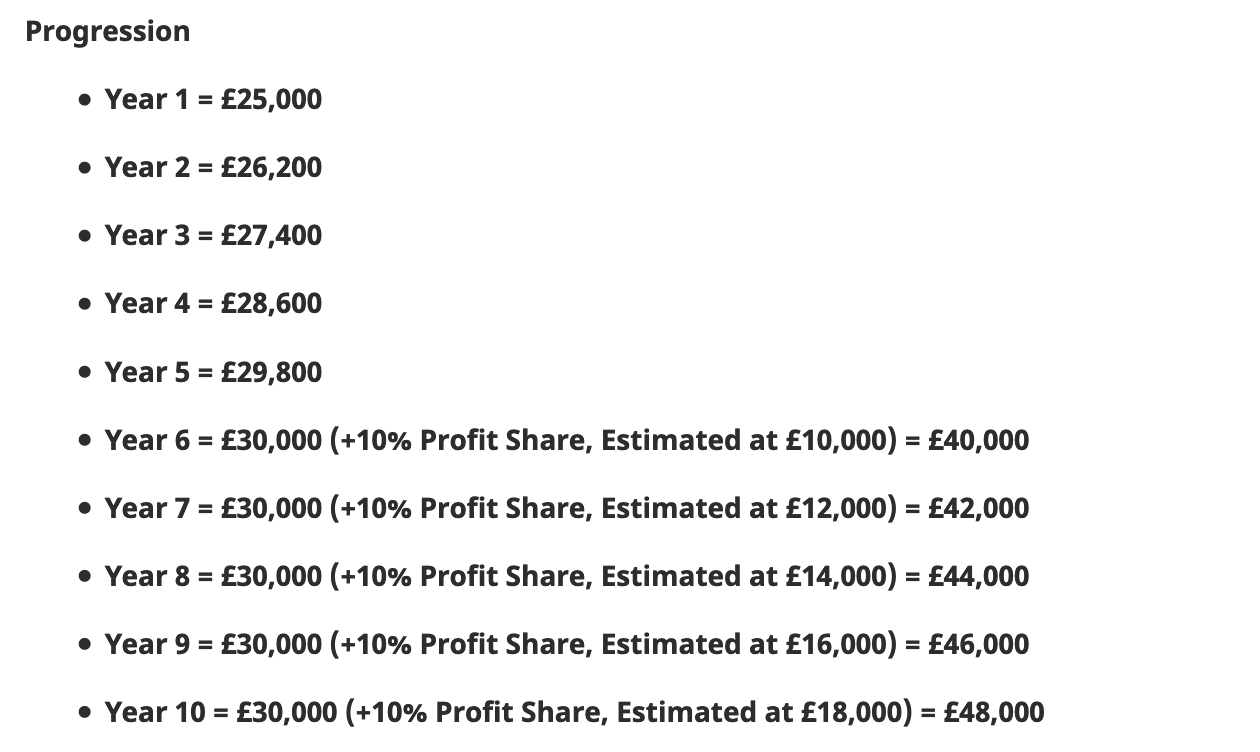 Progression
• Year 1 = £25,000
• Year 2 = £26,200
• Year 3 = £27,400
• Year 4 = £28,600
• Year 5 = £29,800
• Year 6 = £30,000 (+10% Profit Share, Estimated at £10,000) = £40,000
• Year 7 = £30,000 (+10% Profit Share, Estimated at £12,000) = £42,000
• Year 8 = £30,000 (+10% Profit Share, Estimated at £14,000) = £44,000
• Year 9 = £30,000 (+10% Profit Share, Estimated at £16,000) = £46,000
• Year 10 = £30,000 (+10% Profit Share, Estimated at £18,000) = £48,000